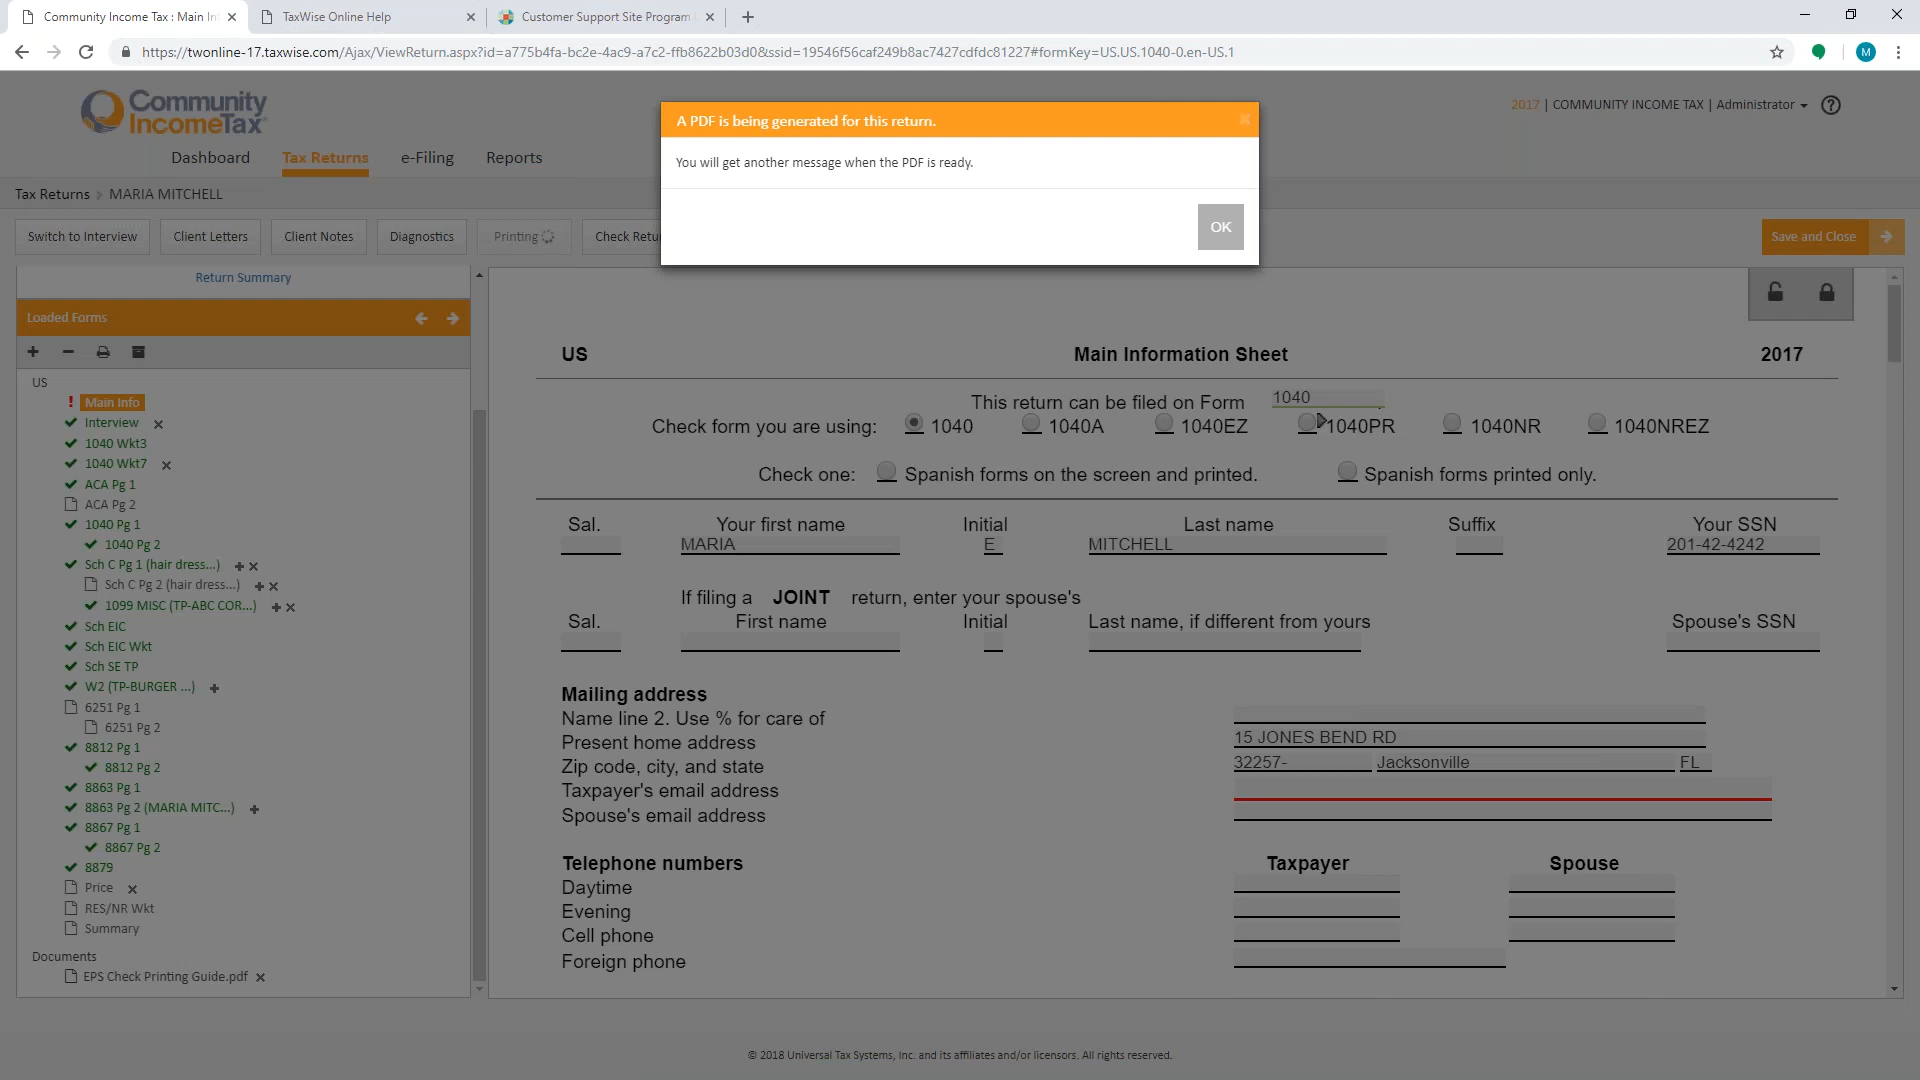 Community Income Tax : Main In
TaxWise Online Help
Customer Support Site Program
https://twonline-17.taxwise.com/Ajax/ViewReturn.aspx?id=a775b4fa-bc2e-4ac9-a7c2-ffb8622b03d0&ssid=19546f56caf249b8ac7427cdfdc81227#formKey=US.US.1040-0.en-US.1
M
Community
IncomeTax
2017 | COMMUNITY INCOME TAX | Administrator
Dashboard Tax Returns e-Filing Reports
Tax Returns > MARIA MITCHELL
A PDF is being generated for this return.
You will get another message when the PDF is ready.
OK
Switch to Interview Client Letters Client Notes Diagnostics Printing Check Retu
Save and Close
Return Summary
Loaded Forms
US
! Main Info
Interview
1040 Wkt3
1040 Wkt7
ACA Pg 1
ACA Pg 2
1040 Pg 1
1040 Pg 2
Sch C Pg 1 (hair dress...)
Sch C Pg 2 (hair dress...)
1099 MISC (TP-ABC COR...)
Sch EIC
Sch EIC Wkt
Sch SE TP
W2 (TP-BURGER ...)
6251 Pg 1
6251 Pg 2
8812 Pg 1
8812 Pg 2
8863 Pg 1
8863 Pg 2 (MARIA MITC...)
8867 Pg 1
8867 Pg 2
8879
Price
RES/NR Wkt
Summary
Documents
EPS Check Printing Guide.pdf
US Main Information Sheet 2017
This return can be filed on Form 1040
Check form you are using: 1040 1040A 1040EZ 1040PR 1040NR 1040NREZ
Check one: Spanish forms on the screen and printed. Spanish forms printed only.
Sal. Your first name Initial Last name Suffix Your SSN
MARIA E MITCHELL 201-42-4242
If filing a JOINT return, enter your spouse's
Sal. First name Initial Last name, if different from yours Spouse's SSN
Mailing address
Name line 2. Use % for care of
Present home address 15 JONES BEND RD
Zip code, city, and state 32257- Jacksonville FL
Taxpayer's email address
Spouse's email address
Telephone numbers Taxpayer Spouse
Daytime
Evening
Cell phone
Foreign phone
© 2018 Universal Tax Systems, Inc. and its affiliates and/or licensors. All rights reserved.